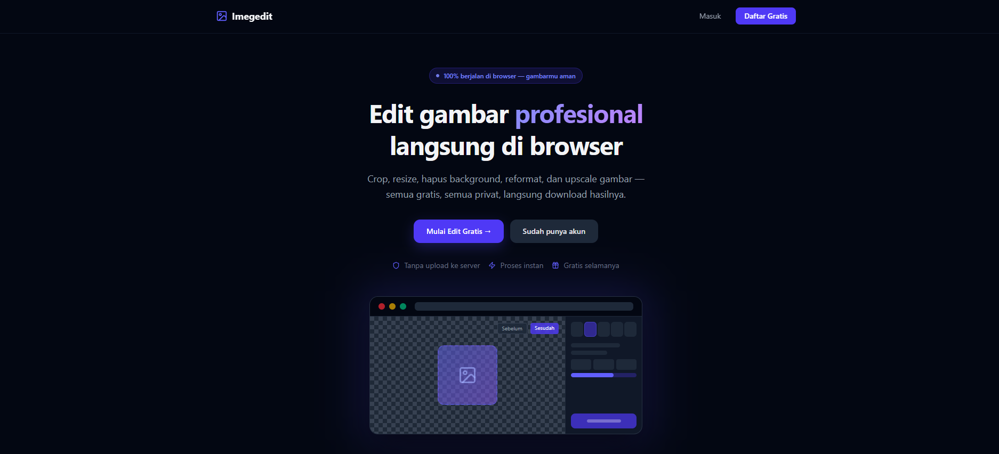 Imegedit
Masuk
Daftar Gratis
100% berjalan di browser — gambarmu aman
Edit gambar profesional
langsung di browser
Crop, resize, hapus background, reformat, dan upscale gambar —
semua gratis, semua privat, langsung download hasilnya.
Mulai Edit Gratis →
Sudah punya akun
Tanpa upload ke server
Proses instan
Gratis selamanya
Sebelum
Sesudah